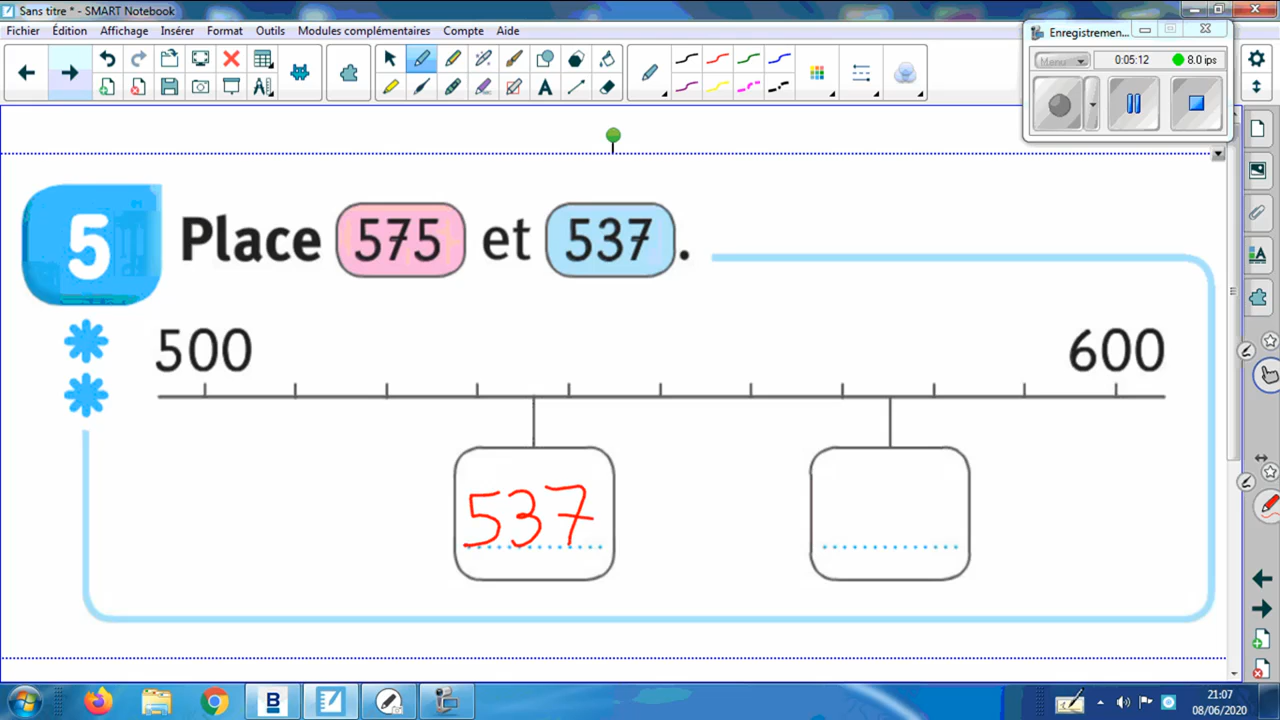 Sans titre * - SMART Notebook
Fichier Édition Affichage Insérer Format Outils Modules complémentaires Compte Aide
Enregistremen...
Menu 0:05:12 8.0 ips
A
5 Place 575 et 537.
500 600
537
A
B
21:07
08/06/2020